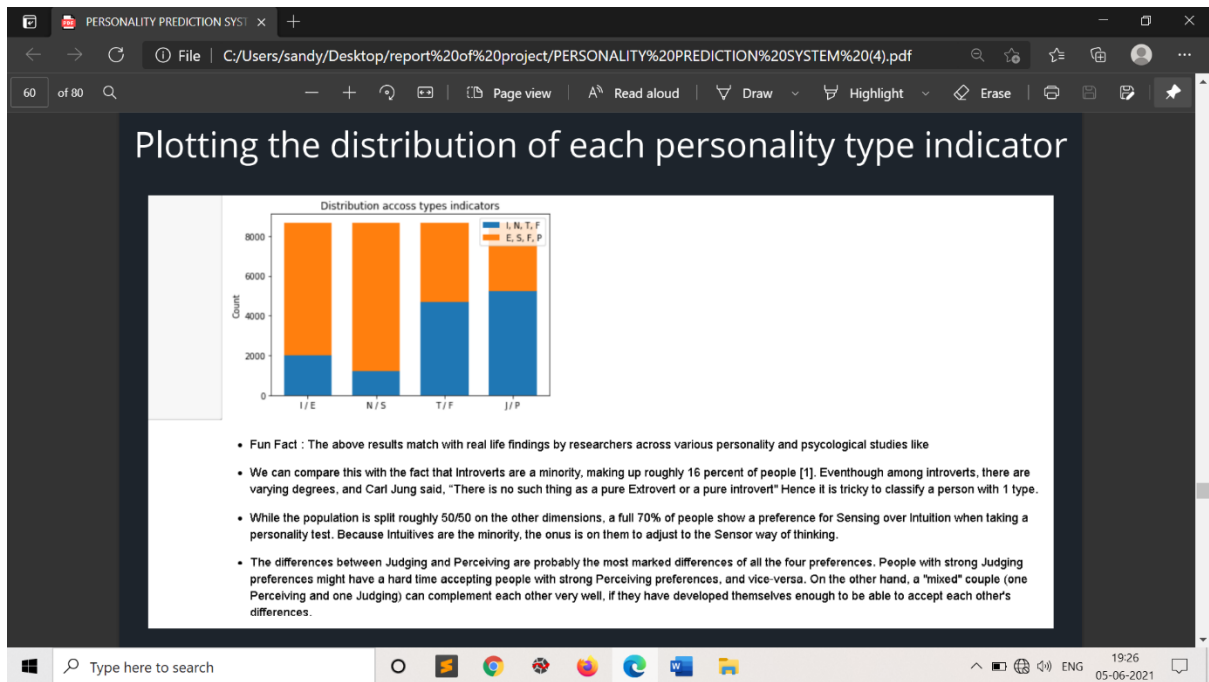 PERSONALITY PREDICTION SYST
File
C:/Users/sandy/Desktop/report%20of%20project/PERSONALITY%20PREDICTION%20SYSTEM%20(4).pdf
60 of 80
Page view
Read aloud
Draw
Highlight
Erase
Plotting the distribution of each personality type indicator
Distribution accoss types indicators
I, N, T, F
E, S, F, P
8000
6000
4000
2000
0
Count
I / E
N / S
T / F
J / P
• Fun Fact : The above results match with real life findings by researchers across various personality and psycological studies like
• We can compare this with the fact that Introverts are a minority, making up roughly 16 percent of people [1]. Eventhough among introverts, there are
varying degrees, and Carl Jung said, "There is no such thing as a pure Extrovert or a pure introvert" Hence it is tricky to classify a person with 1 type.
• While the population is split roughly 50/50 on the other dimensions, a full 70% of people show a preference for Sensing over Intuition when taking a
personality test. Because Intuitives are the minority, the onus is on them to adjust to the Sensor way of thinking.
• The differences between Judging and Perceiving are probably the most marked differences of all the four preferences. People with strong Judging
preferences might have a hard time accepting people with strong Perceiving preferences, and vice-versa. On the other hand, a "mixed" couple (one
Perceiving and one Judging) can complement each other very well, if they have developed themselves enough to be able to accept each other's
differences.
Type here to search
ENG
19:26
05-06-2021